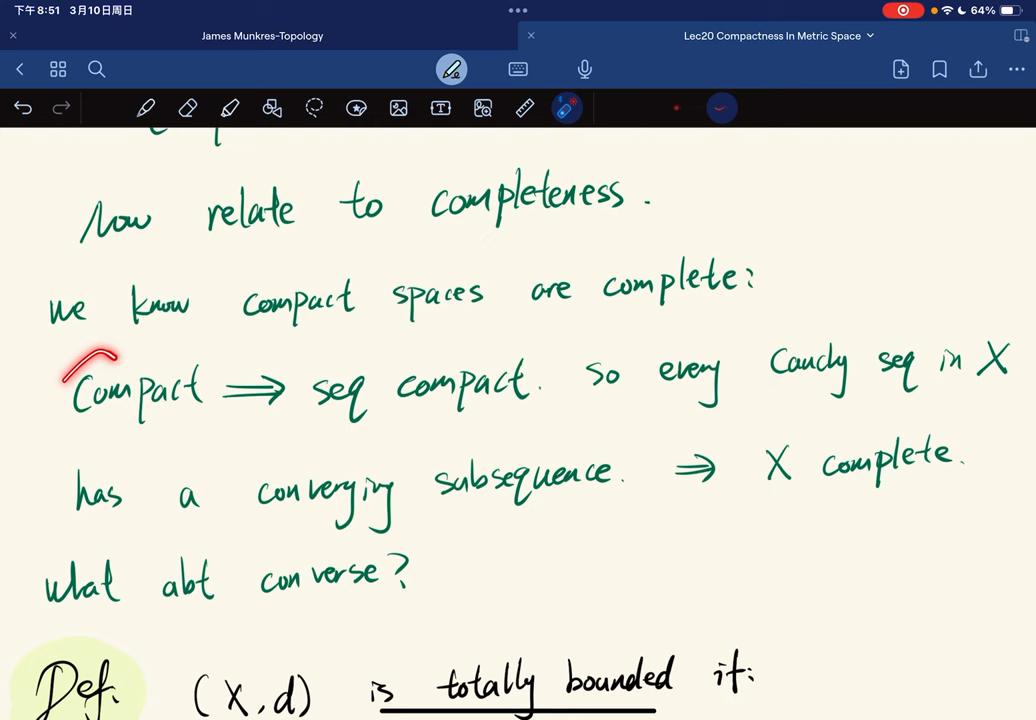 下午8:51 3月10日周日
64%
James Munkres-Topology
Lec20 Compactness In Metric Space
now relate to completeness.
we know compact spaces are complete:
Compact ⟹ seq compact. so every Cauchy seq in X
has a converging subsequence. ⟹ X complete.
what abt converse?
Def. (X, d) is totally bounded if: